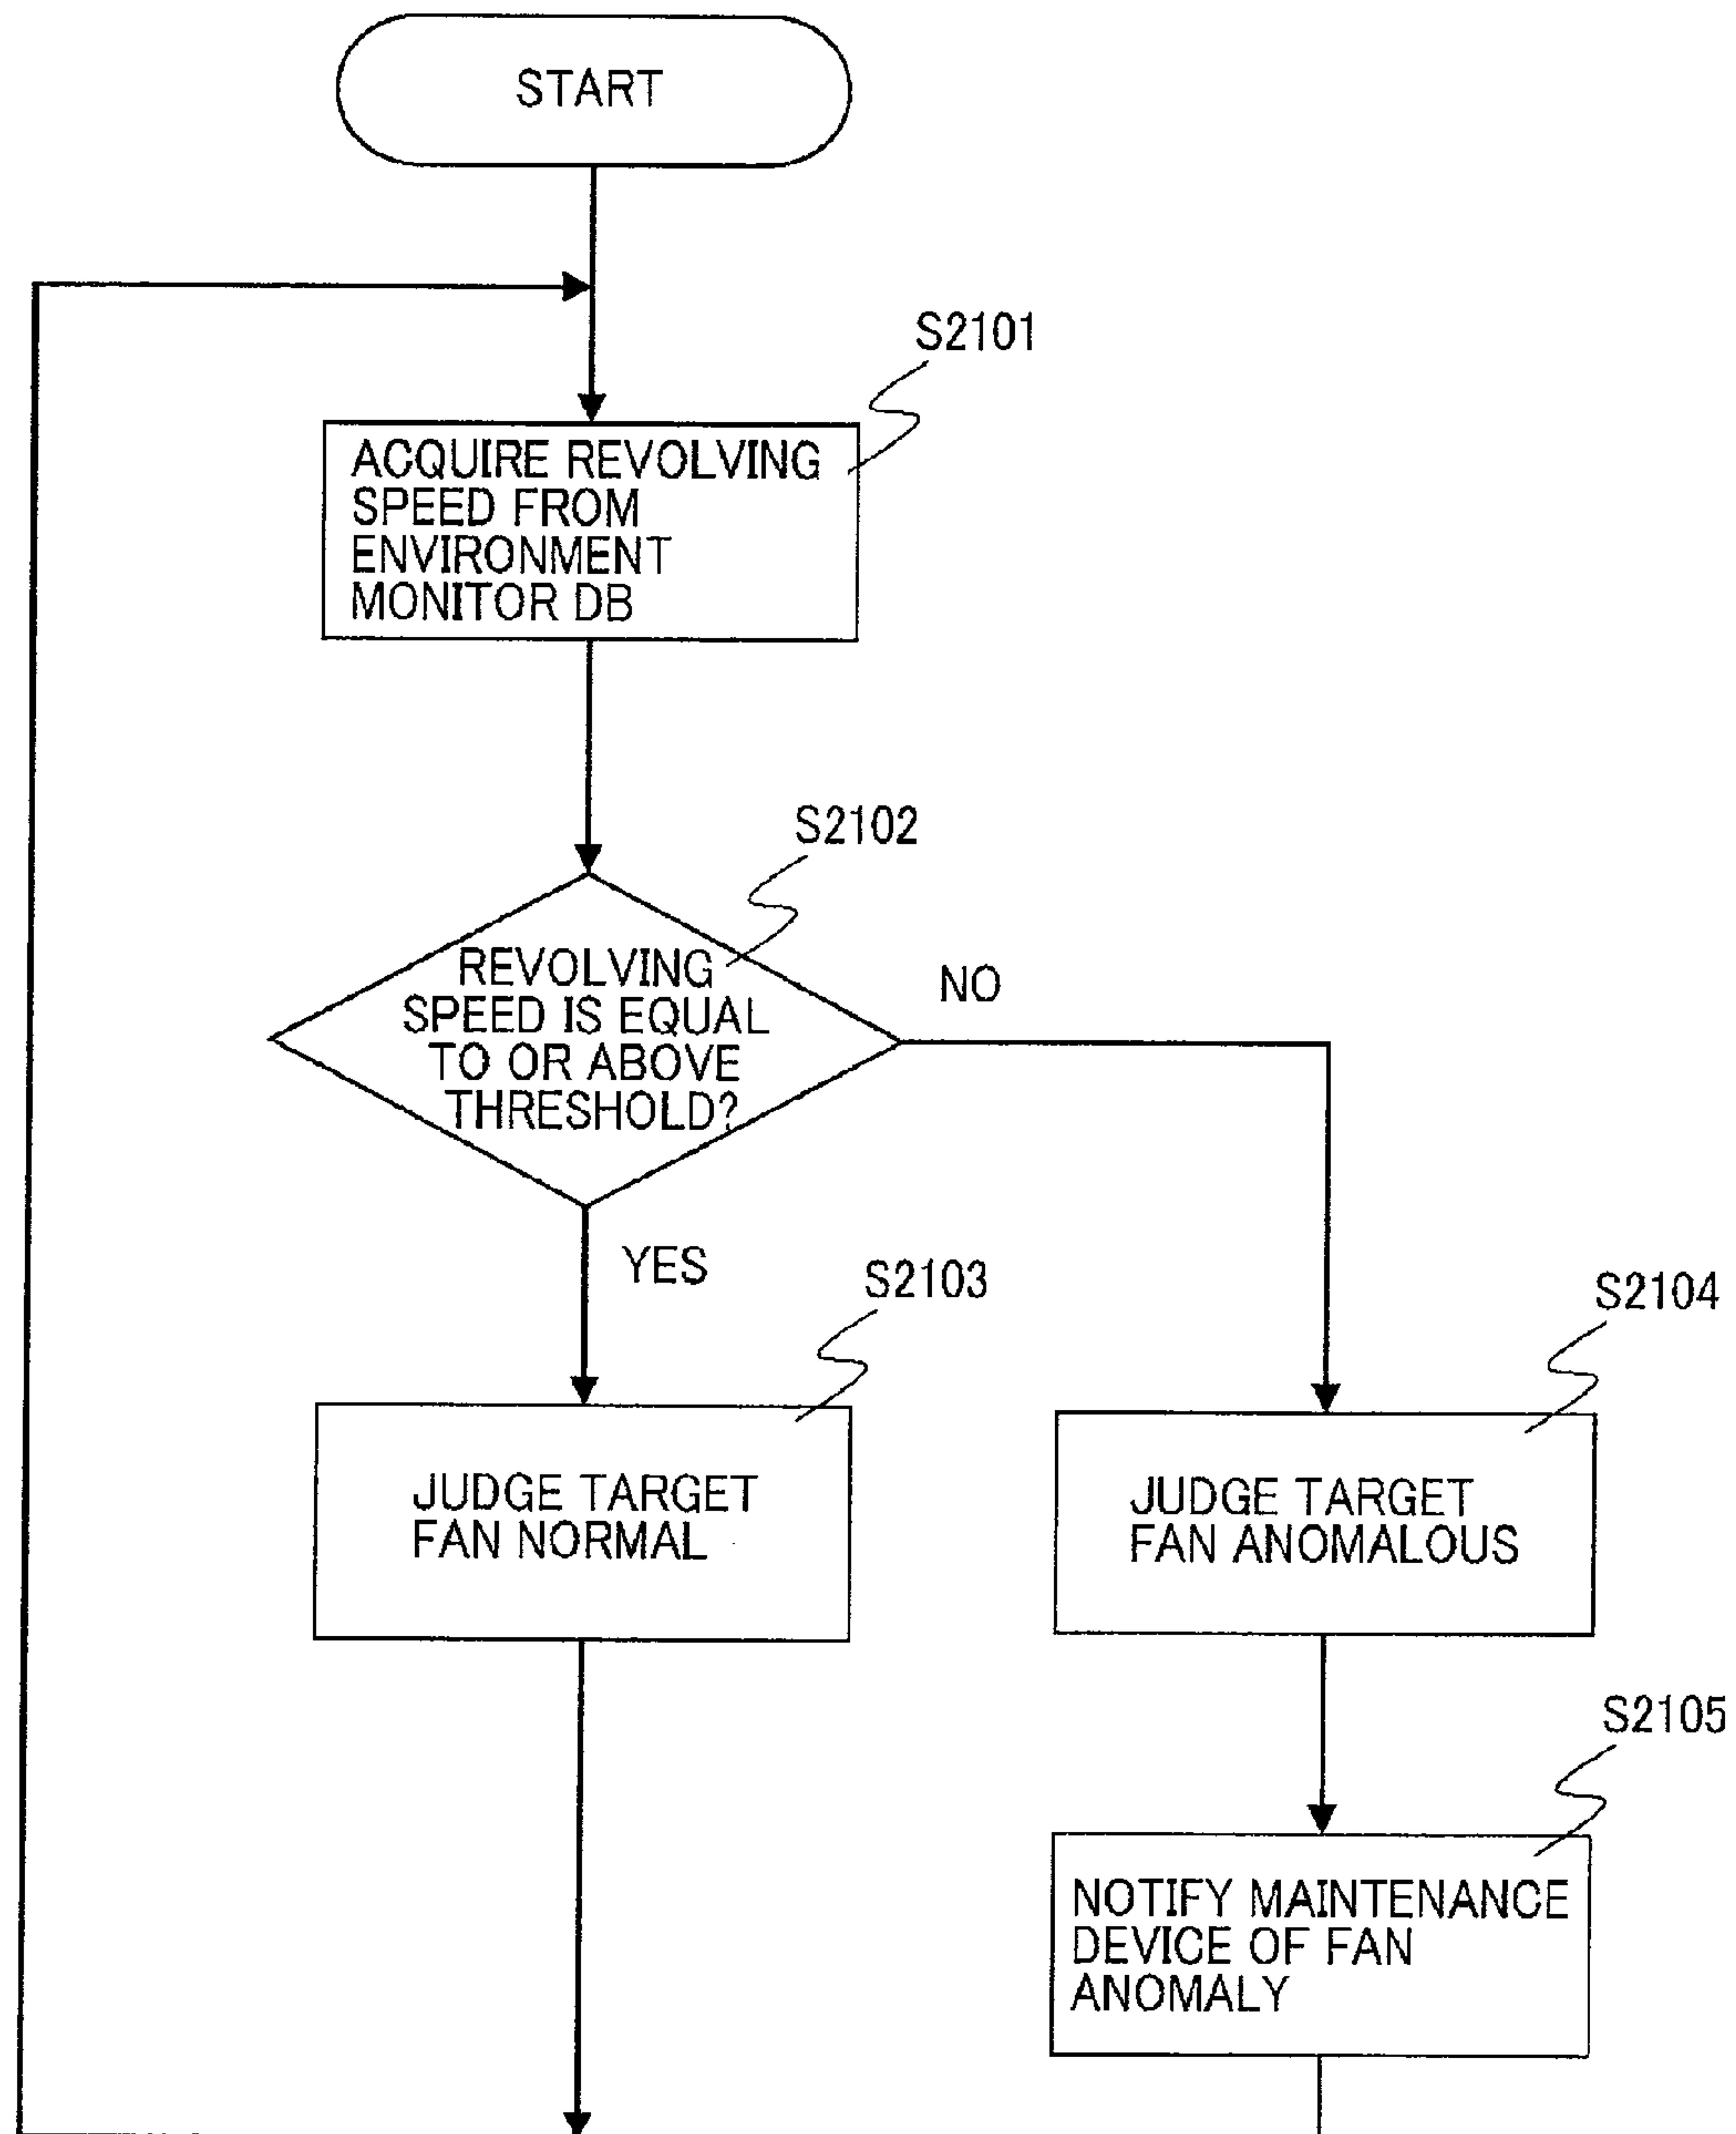 START
S2101
ACQUIRE REVOLVING
SPEED FROM
ENVIRONMENT
MONITOR DB
S2102
REVOLVING
SPEED IS EQUAL
TO OR ABOVE
THRESHOLD?
NO
YES
S2103
S2104
JUDGE TARGET
FAN NORMAL
JUDGE TARGET
FAN ANOMALOUS
S2105
NOTIFY MAINTENANCE
DEVICE OF FAN
ANOMALY